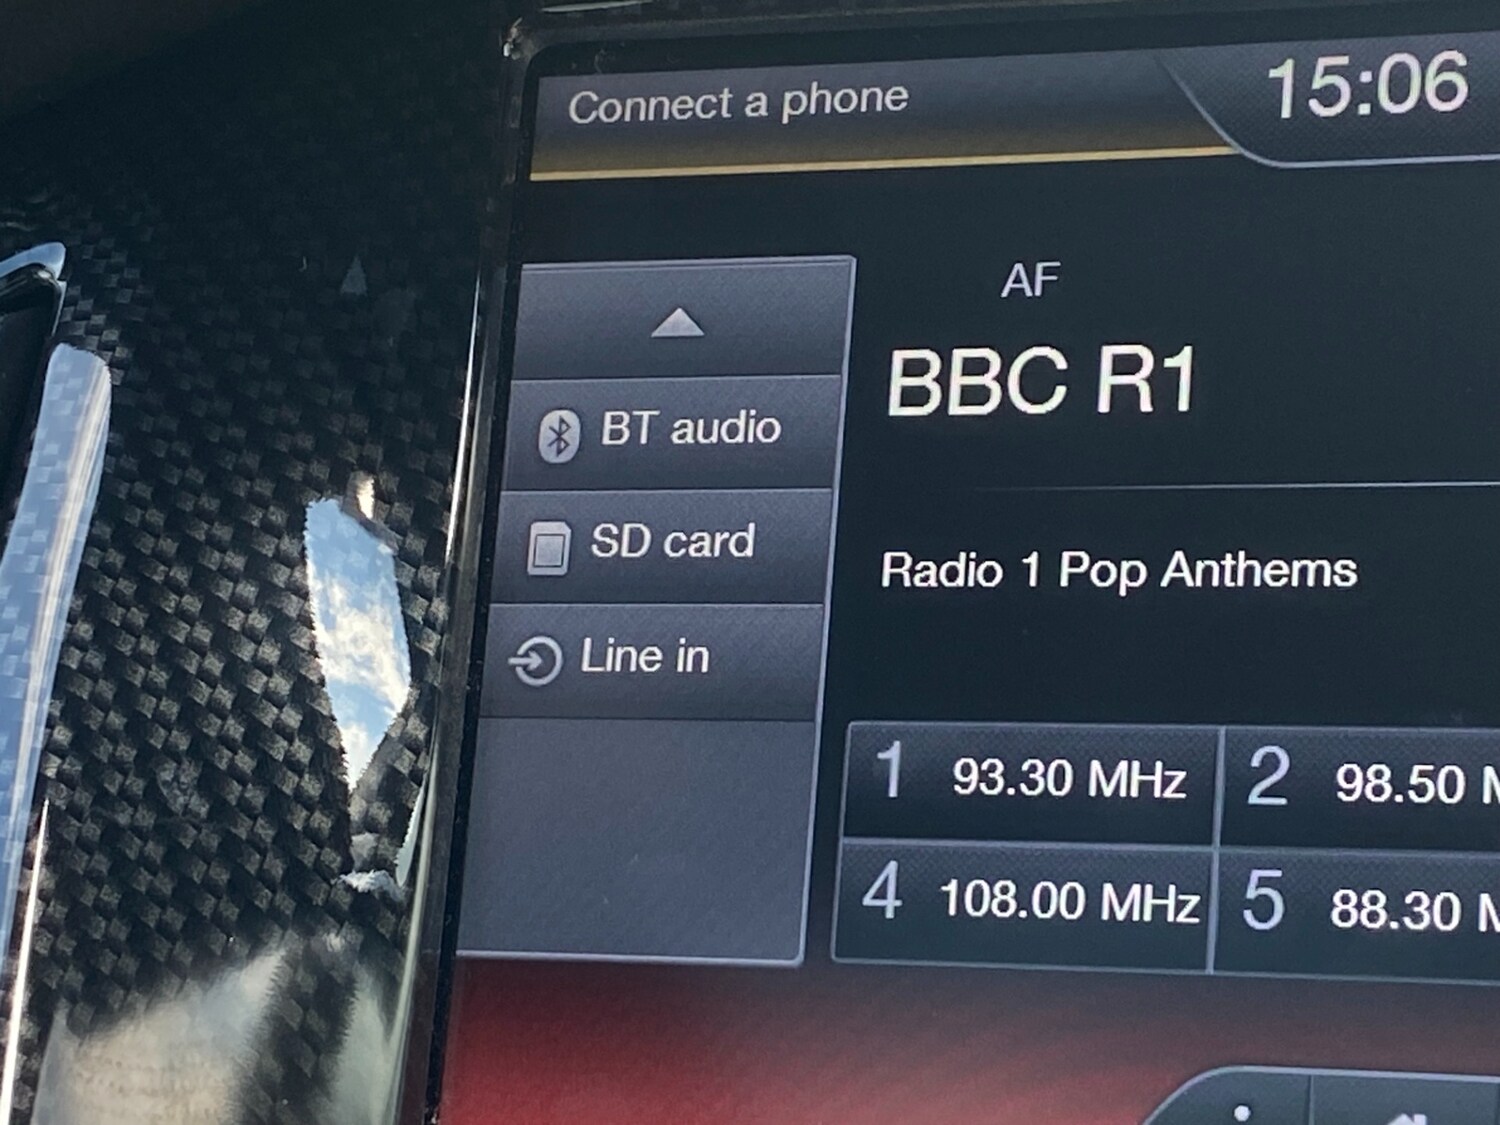 Connect a phone
15:06
AF
BBC R1
BT audio
SD card
Line in
Radio 1 Pop Anthems
1 93.30 MHz
2 98.50 M
4 108.00 MHz
5 88.30 M